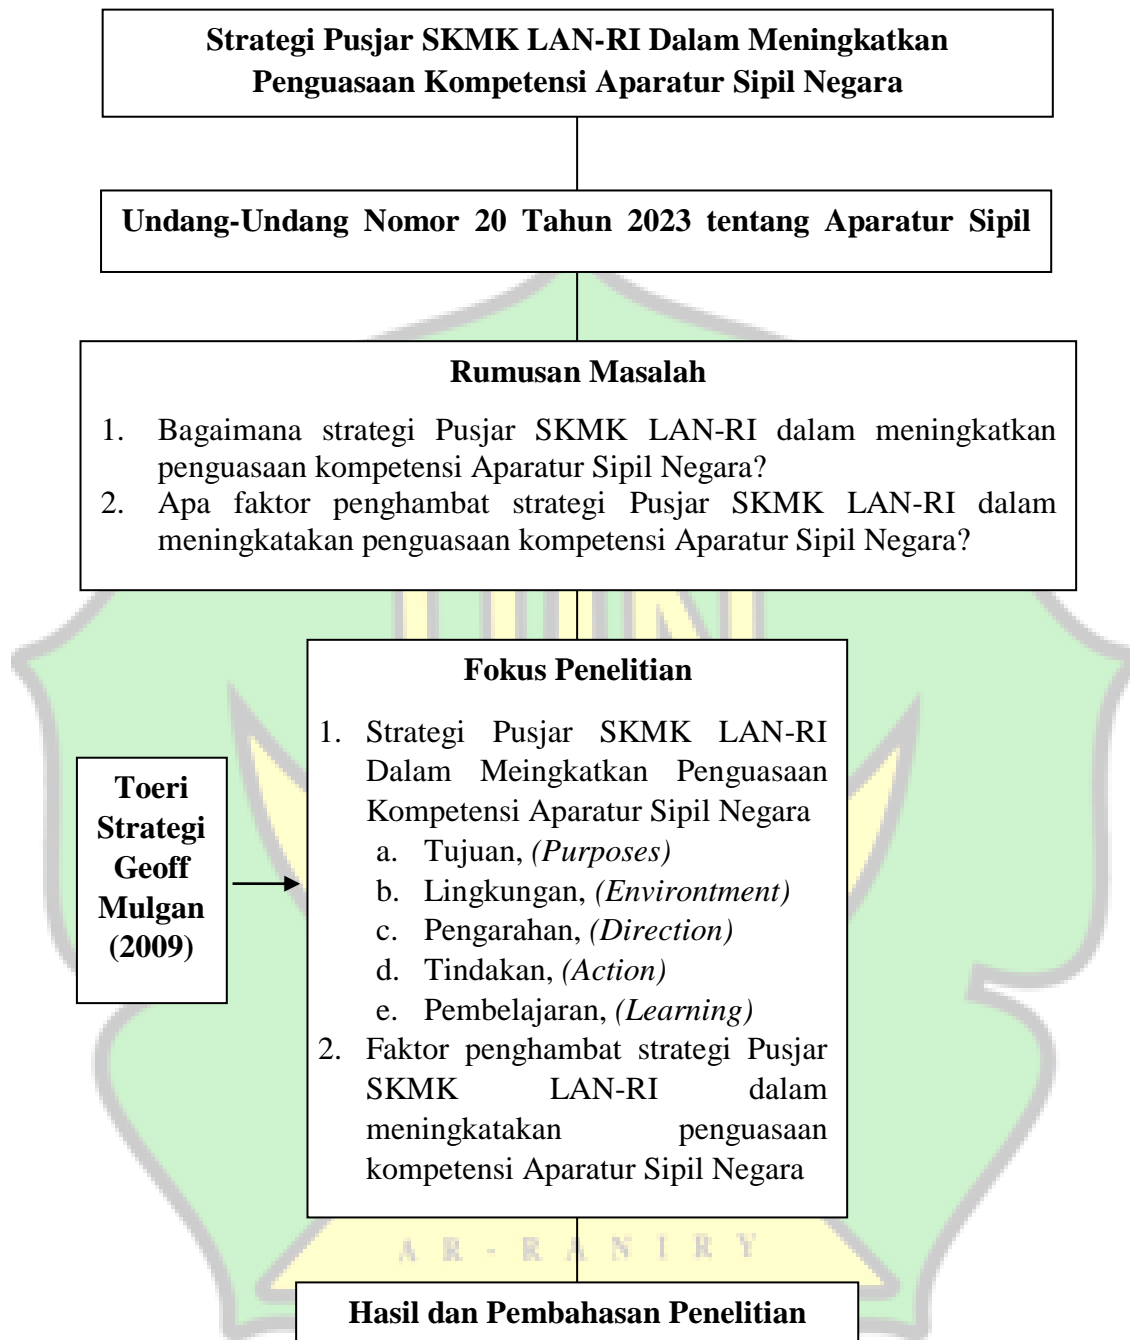 Strategi Pusjar SKMK LAN-RI Dalam Meningkatkan
Penguasaan Kompetensi Aparatur Sipil Negara
Undang-Undang Nomor 20 Tahun 2023 tentang Aparatur Sipil
Rumusan Masalah
1. Bagaimana strategi Pusjar SKMK LAN-RI dalam meningkatkan
penguasaan kompetensi Aparatur Sipil Negara?
2. Apa faktor penghambat strategi Pusjar SKMK LAN-RI dalam
meningkatakan penguasaan kompetensi Aparatur Sipil Negara?
Fokus Penelitian
1. Strategi Pusjar SKMK LAN-RI
Dalam Meingkatkan Penguasaan
Kompetensi Aparatur Sipil Negara
a. Tujuan, (Purposes)
b. Lingkungan, (Environtment)
c. Pengarahan, (Direction)
d. Tindakan, (Action)
e. Pembelajaran, (Learning)
2. Faktor penghambat strategi Pusjar
SKMK LAN-RI dalam
meningkatakan penguasaan
kompetensi Aparatur Sipil Negara
Toeri
Strategi
Geoff
Mulgan
(2009)
AR-RANIRY
Hasil dan Pembahasan Penelitian